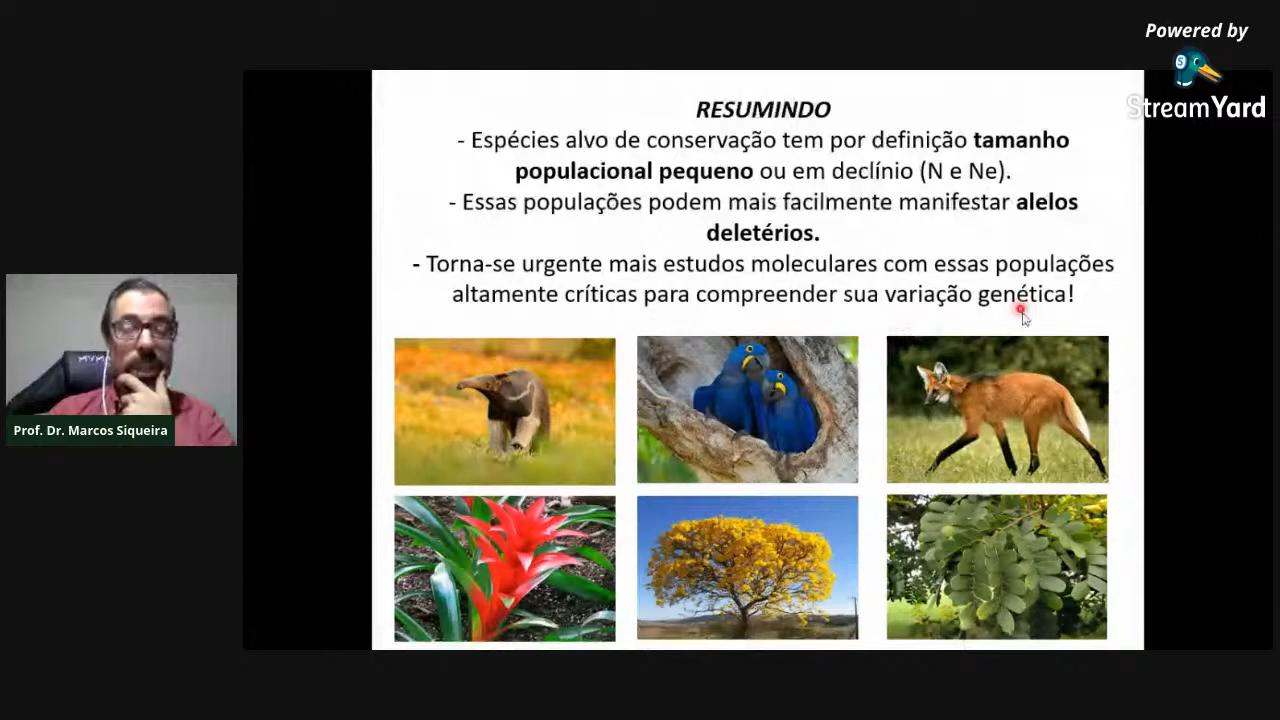 Powered by
StreamYard
RESUMINDO
- Espécies alvo de conservação tem por definição tamanho
populacional pequeno ou em declínio (N e Ne).
- Essas populações podem mais facilmente manifestar alelos
deletérios.
- Torna-se urgente mais estudos moleculares com essas populações
altamente críticas para compreender sua variação genética!
Prof. Dr. Marcos Siqueira